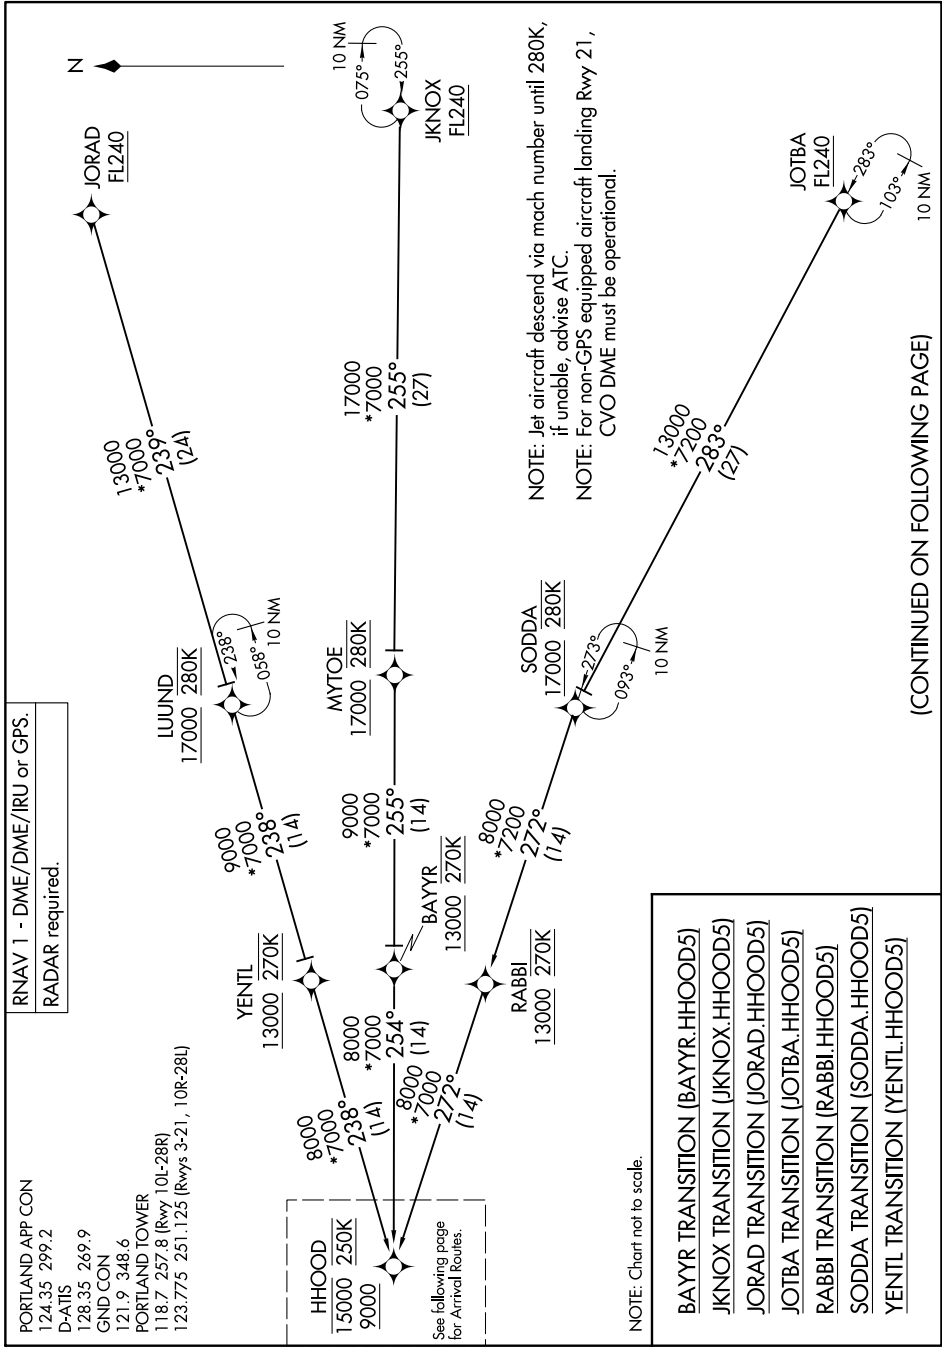 PORTLAND APP CON
124.35 299.2
D-ATIS
128.35 269.9
GND CON
121.9 348.6
PORTLAND TOWER
118.7 257.8 (Rwy 10L-28R)
123.775 251.125 (Rwys 3-21, 10R-28L)
RNAV 1 - DME/DME/IRU or GPS.
RADAR required.
N
JORAD
FL240
13000
*7000
239°
(24)
LUUND
17000 280K
238°
058°
10 NM
9000
*7000
238°
(14)
YENTL
13000 270K
8000
*7000
238°
(14)
JKNOX
FL240
10 NM
075°
255°
17000
*7000
255°
(27)
MYTOE
17000 280K
9000
*7000
255°
(14)
BAYYR
13000 270K
8000
*7000
254°
(14)
HHOOD
15000 250K
9000
See following page
for Arrival Routes.
NOTE: Jet aircraft descend via mach number until 280K,
if unable, advise ATC.
NOTE: For non-GPS equipped aircraft landing Rwy 21,
CVO DME must be operational.
JOTBA
FL240
283°
103°
10 NM
13000
*7200
283°
(27)
SODDA
17000 280K
273°
093°
10 NM
8000
*7200
272°
(14)
RABBI
13000 270K
8000
*7000
272°
(14)
NOTE: Chart not to scale.
BAYYR TRANSITION (BAYYR.HHOOD5)
JKNOX TRANSITION (JKNOX.HHOOD5)
JORAD TRANSITION (JORAD.HHOOD5)
JOTBA TRANSITION (JOTBA.HHOOD5)
RABBI TRANSITION (RABBI.HHOOD5)
SODDA TRANSITION (SODDA.HHOOD5)
YENTL TRANSITION (YENTL.HHOOD5)
(CONTINUED ON FOLLOWING PAGE)